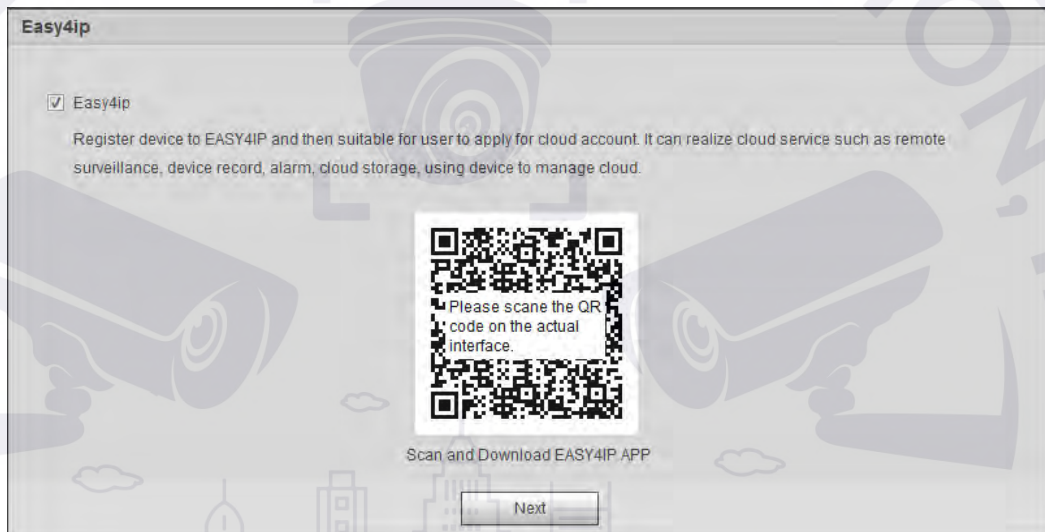 Easy4ip
Easy4ip
Register device to EASY4IP and then suitable for user to apply for cloud account. It can realize cloud service such as remote
surveillance, device record, alarm, cloud storage, using device to manage cloud.
Please scane the QR
code on the actual
interface.
Scan and Download EASY4IP APP
Next